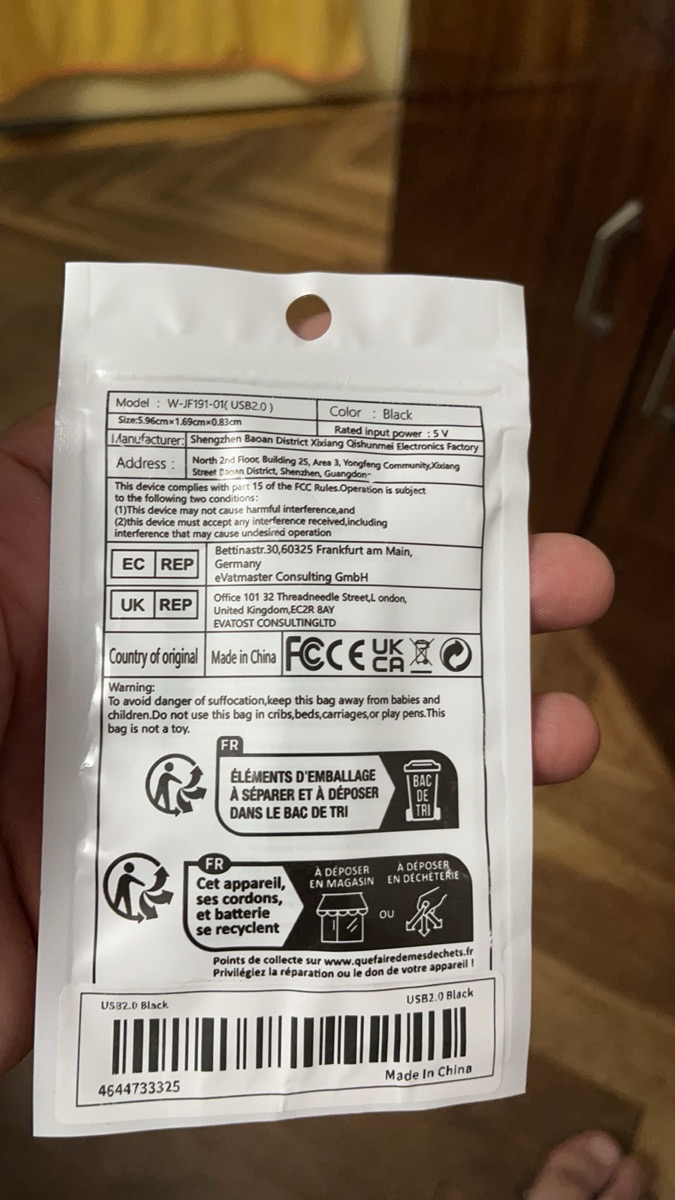 Model : W-JF191-01( USB2.0 )
Color : Black
Size:5.96cm×1.69cm×0.83cm
Rated input power : 5 V
Manufacturer: Shengzhen Baoan District Xixiang Qishunmei Electronics Factory
Address : North 2nd Floor, Building 25, Area 3, Yongfeng Community,Xixiang
Street Baoan District, Shenzhen, Guangdon
This device complies with part 15 of the FCC Rules.Operation is subject
to the following two conditions:
(1)This device may not cause harmful interference,and
(2)this device must accept any interference received,including
interference that may cause undesired operation
EC REP
Bettinastr.30,60325 Frankfurt am Main,
Germany
eVatmaster Consulting GmbH
UK REP
Office 101 32 Threadneedle Street,L ondon,
United Kingdom,EC2R 8AY
EVATOST CONSULTINGLTD
Country of original Made in China FC CE UK
CA
Warning:
To avoid danger of suffocation,keep this bag away from babies and
children.Do not use this bag in cribs,beds,carriages,or play pens.This
bag is not a toy.
FR
ÉLÉMENTS D'EMBALLAGE
À SÉPARER ET À DÉPOSER
DANS LE BAC DE TRI
BAC
DE
TRI
FR
Cet appareil,
ses cordons,
et batterie
se recyclent
À DÉPOSER
EN MAGASIN
OU
À DÉPOSER
EN DÉCHÈTERIE
Points de collecte sur www.quefairedemesdechets.fr
Privilégiez la réparation ou le don de votre appareil !
USB2.0 Black
USB2.0 Black
4644733325
Made In China